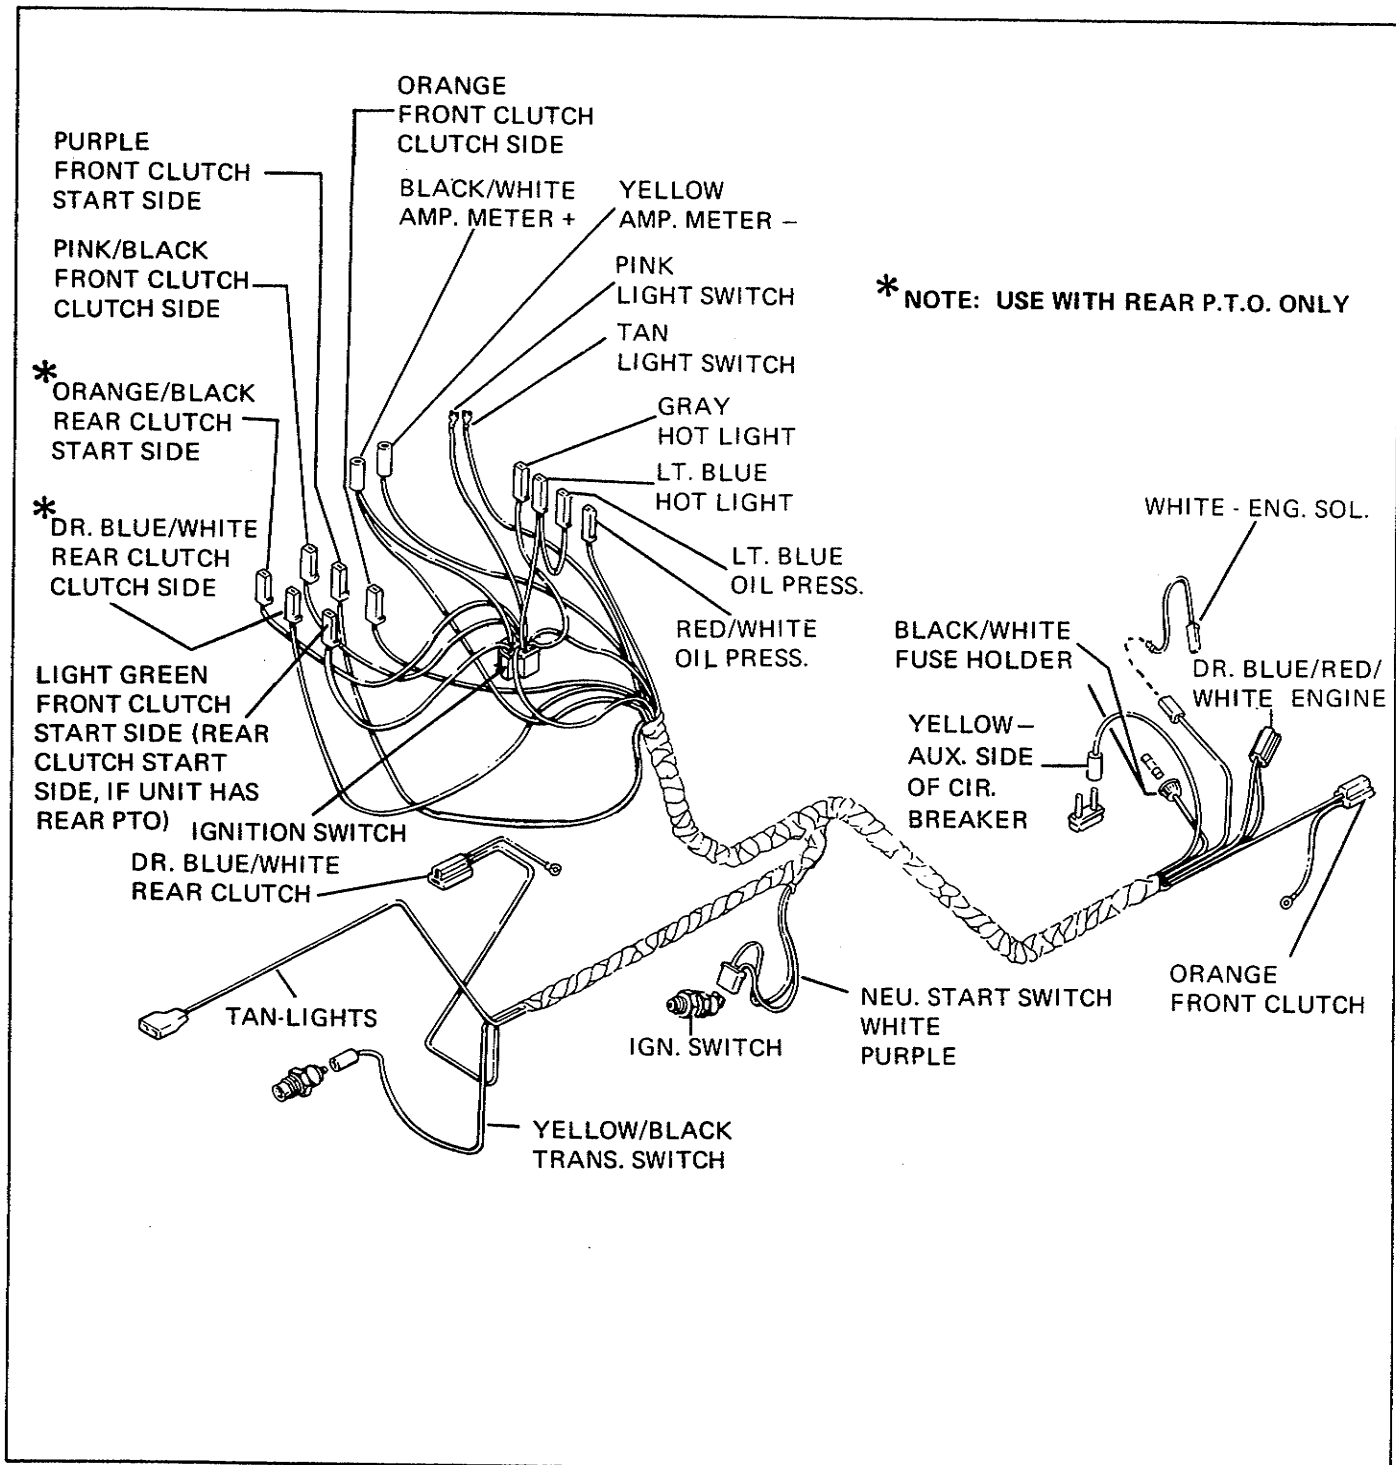 ORANGE
FRONT CLUTCH
CLUTCH SIDE
PURPLE
FRONT CLUTCH
START SIDE
BLACK/WHITE
AMP. METER +
YELLOW
AMP. METER –
PINK/BLACK
FRONT CLUTCH
CLUTCH SIDE
PINK
LIGHT SWITCH
* NOTE: USE WITH REAR P.T.O. ONLY
TAN
LIGHT SWITCH
* ORANGE/BLACK
REAR CLUTCH
START SIDE
GRAY
HOT LIGHT
LT. BLUE
HOT LIGHT
* DR. BLUE/WHITE
REAR CLUTCH
CLUTCH SIDE
LT. BLUE
OIL PRESS.
RED/WHITE
OIL PRESS.
WHITE - ENG. SOL.
BLACK/WHITE
FUSE HOLDER
DR. BLUE/RED/
WHITE ENGINE
LIGHT GREEN
FRONT CLUTCH
START SIDE (REAR
CLUTCH START
SIDE, IF UNIT HAS
REAR PTO)
YELLOW –
AUX. SIDE
OF CIR.
BREAKER
IGNITION SWITCH
DR. BLUE/WHITE
REAR CLUTCH
TAN-LIGHTS
IGN. SWITCH
NEU. START SWITCH
WHITE
PURPLE
ORANGE
FRONT CLUTCH
YELLOW/BLACK
TRANS. SWITCH